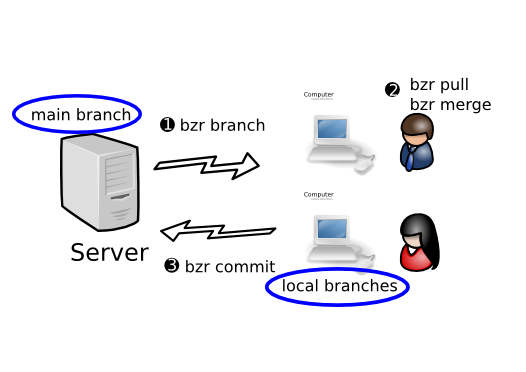 main branch
❶ bzr branch
Computer
❷ bzr pull
bzr merge
Computer
Server
❸ bzr commit
local branches